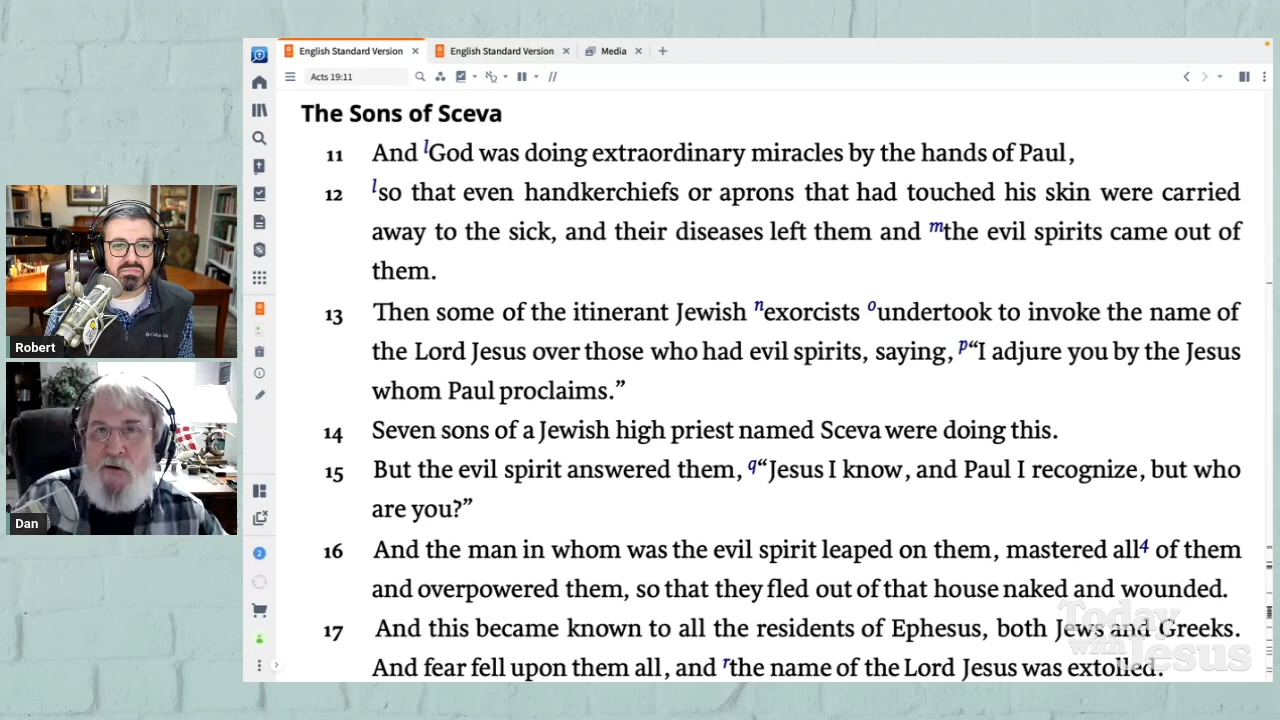 English Standard Version
English Standard Version
Media
Acts 19:11
The Sons of Sceva
11 And lGod was doing extraordinary miracles by the hands of Paul,
12 lso that even handkerchiefs or aprons that had touched his skin were carried
away to the sick, and their diseases left them and mthe evil spirits came out of
them.
13 Then some of the itinerant Jewish nexorcists oundertook to invoke the name of
the Lord Jesus over those who had evil spirits, saying, p“I adjure you by the Jesus
whom Paul proclaims.”
14 Seven sons of a Jewish high priest named Sceva were doing this.
15 But the evil spirit answered them, q“Jesus I know, and Paul I recognize, but who
are you?”
16 And the man in whom was the evil spirit leaped on them, mastered all4 of them
and overpowered them, so that they fled out of that house naked and wounded.
17 And this became known to all the residents of Ephesus, both Jews and Greeks.
And fear fell upon them all, and rthe name of the Lord Jesus was extolled.
Robert
Dan
2
Today
with
Jesus